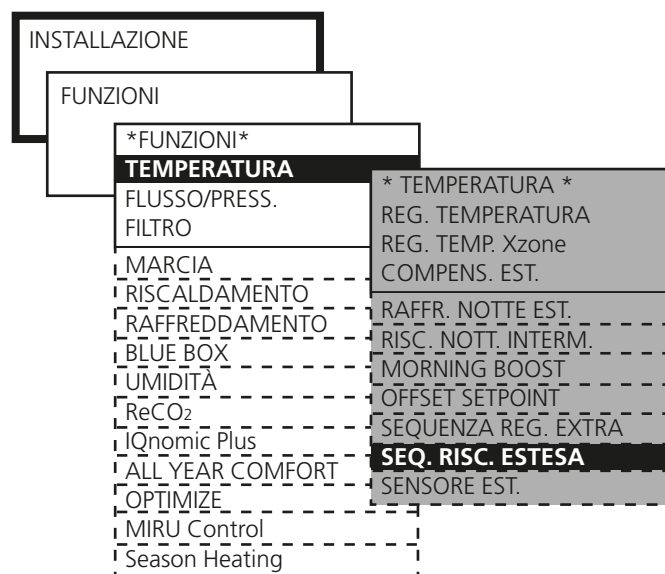 INSTALLAZIONE
FUNZIONI
*FUNZIONI*
TEMPERATURA
FLUSSO/PRESS.
FILTRO
MARCIA
RISCALDAMENTO
RAFFREDDAMENTO
BLUE BOX
UMIDITÀ
ReCO2
IQnomic Plus
ALL YEAR COMFORT
OPTIMIZE
MIRU Control
Season Heating
* TEMPERATURA *
REG. TEMPERATURA
REG. TEMP. Xzone
COMPENS. EST.
RAFFR. NOTTE EST.
RISC. NOTT. INTERM.
MORNING BOOST
OFFSET SETPOINT
SEQUENZA REG. EXTRA
SEQ. RISC. ESTESA
SENSORE EST.